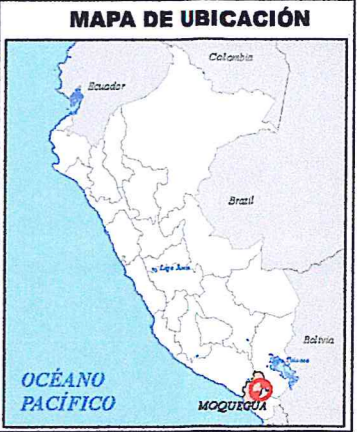 MAPA DE UBICACIÓN
Colombia
Ecuador
Brazil
Bolivia
OCÉANO
PACÍFICO
MOQUEGUA